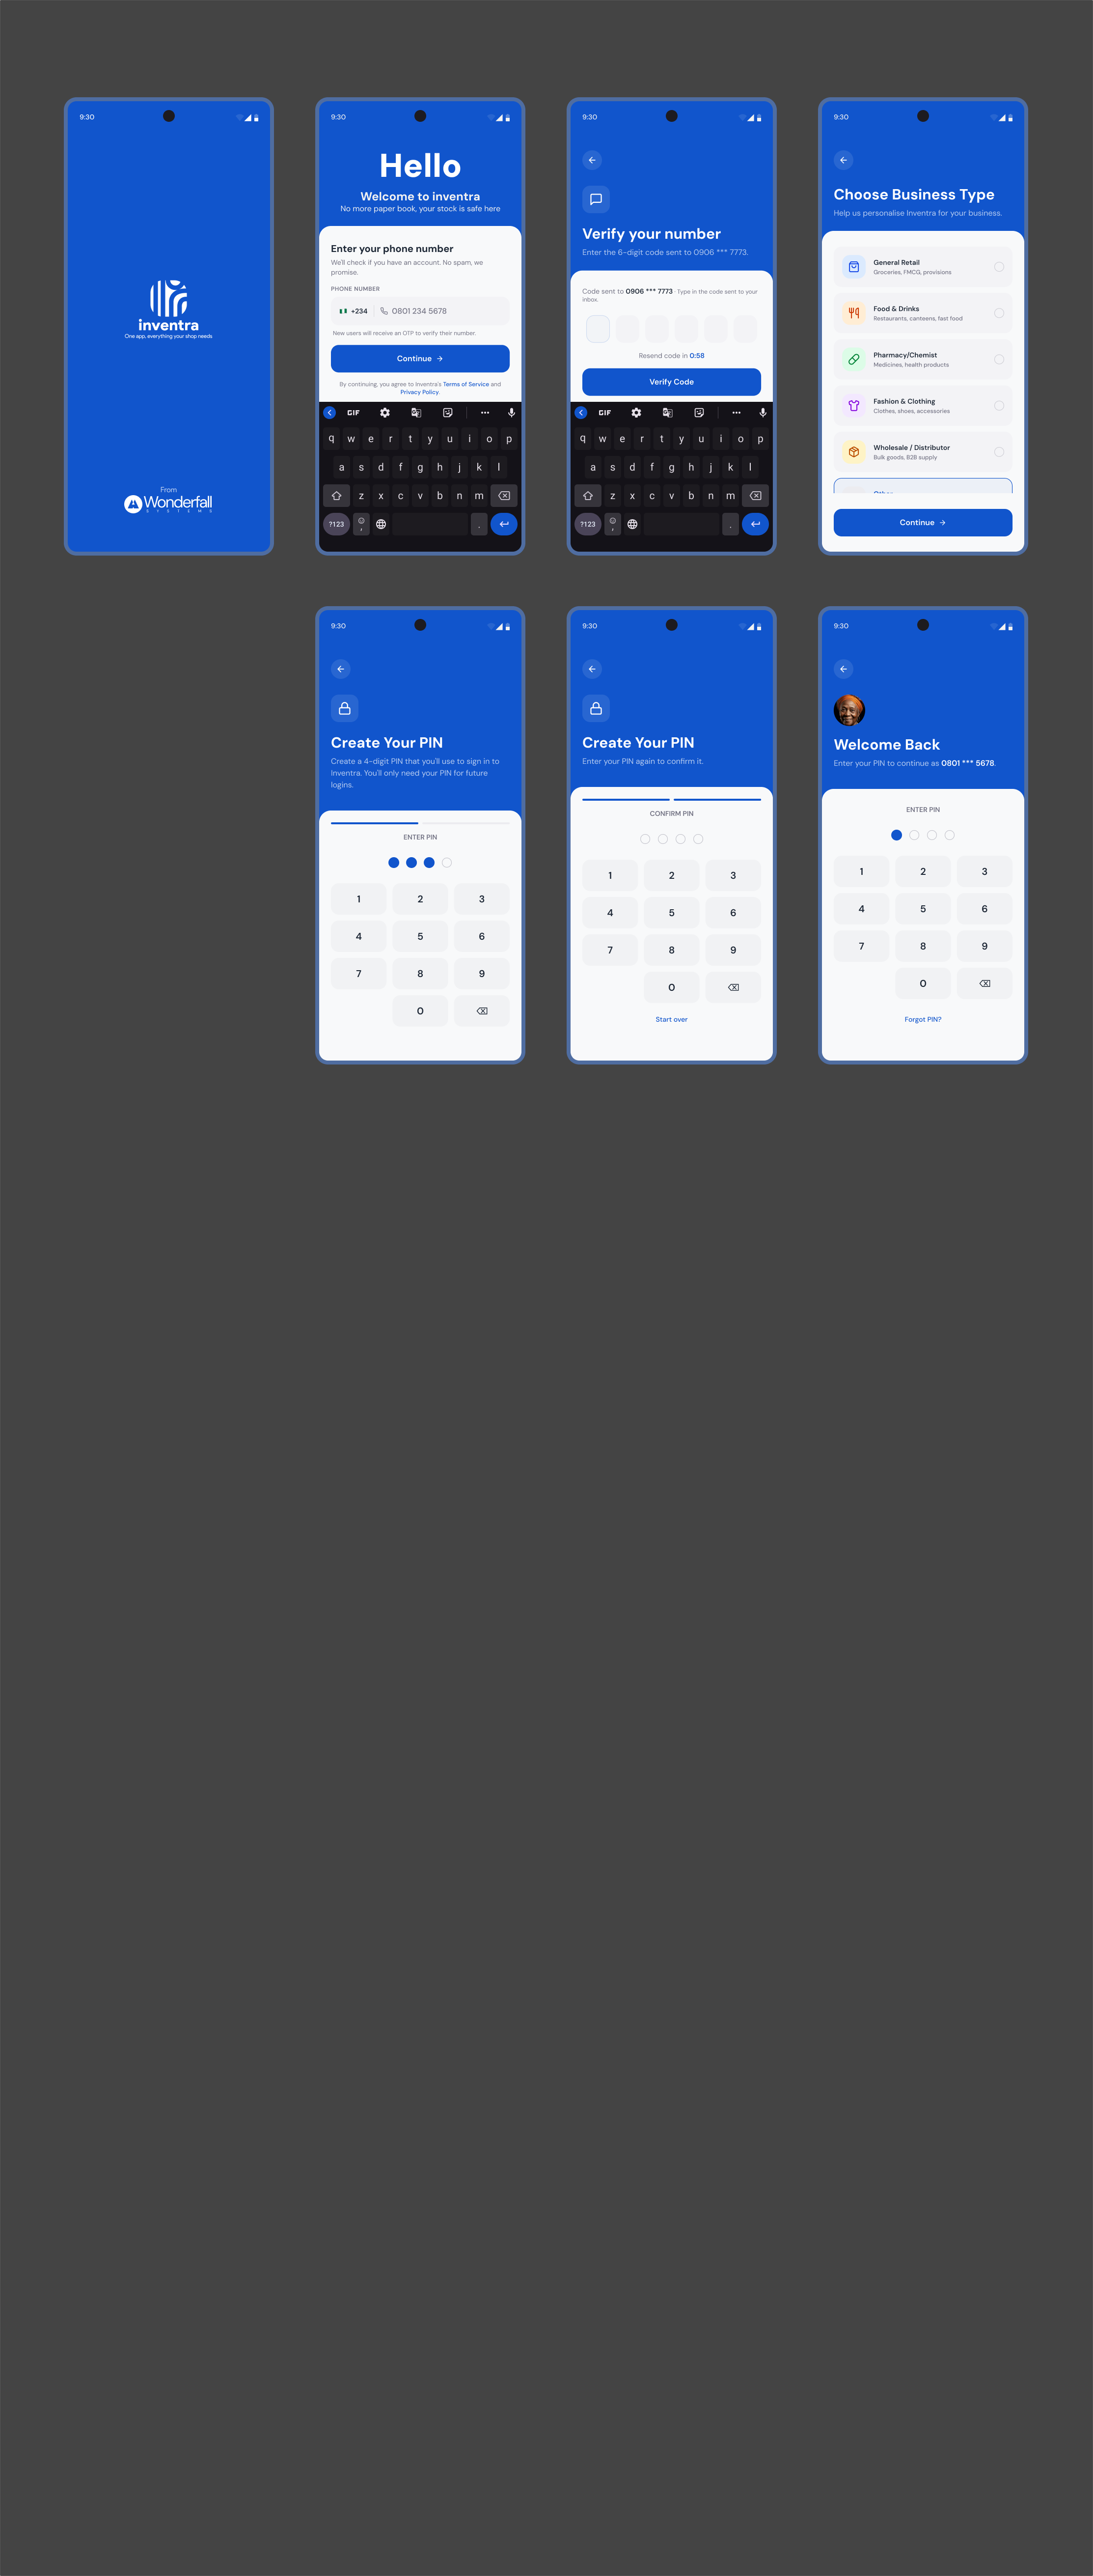 9:30
inventra
One app, everything your shop needs
From
Wonderfall
SYSTEMS
9:30
Hello
Welcome to inventra
No more paper book, your stock is safe here
Enter your phone number
We'll check if you have an account. No spam, we
promise.
PHONE NUMBER
+234 0801 234 5678
New users will receive an OTP to verify their number.
Continue →
By continuing, you agree to Inventra's Terms of Service and
Privacy Policy.
GIF
q w e r t y u i o p
a s d f g h j k l
z x c v b n m
?123 , .
9:30
Verify your number
Enter the 6-digit code sent to 0906 *** 7773.
Code sent to 0906 *** 7773 · Type in the code sent to your
inbox.
Resend code in 0:58
Verify Code
GIF
q w e r t y u i o p
a s d f g h j k l
z x c v b n m
?123 , .
9:30
Choose Business Type
Help us personalise Inventra for your business.
General Retail
Groceries, FMCG, provisions
Food & Drinks
Restaurants, canteens, fast food
Pharmacy/Chemist
Medicines, health products
Fashion & Clothing
Clothes, shoes, accessories
Wholesale / Distributor
Bulk goods, B2B supply
Other
Continue →
9:30
Create Your PIN
Create a 4-digit PIN that you'll use to sign in to
Inventra. You'll only need your PIN for future
logins.
ENTER PIN
1 2 3
4 5 6
7 8 9
0
9:30
Create Your PIN
Enter your PIN again to confirm it.
CONFIRM PIN
1 2 3
4 5 6
7 8 9
0
Start over
9:30
Welcome Back
Enter your PIN to continue as 0801 *** 5678.
ENTER PIN
1 2 3
4 5 6
7 8 9
0
Forgot PIN?